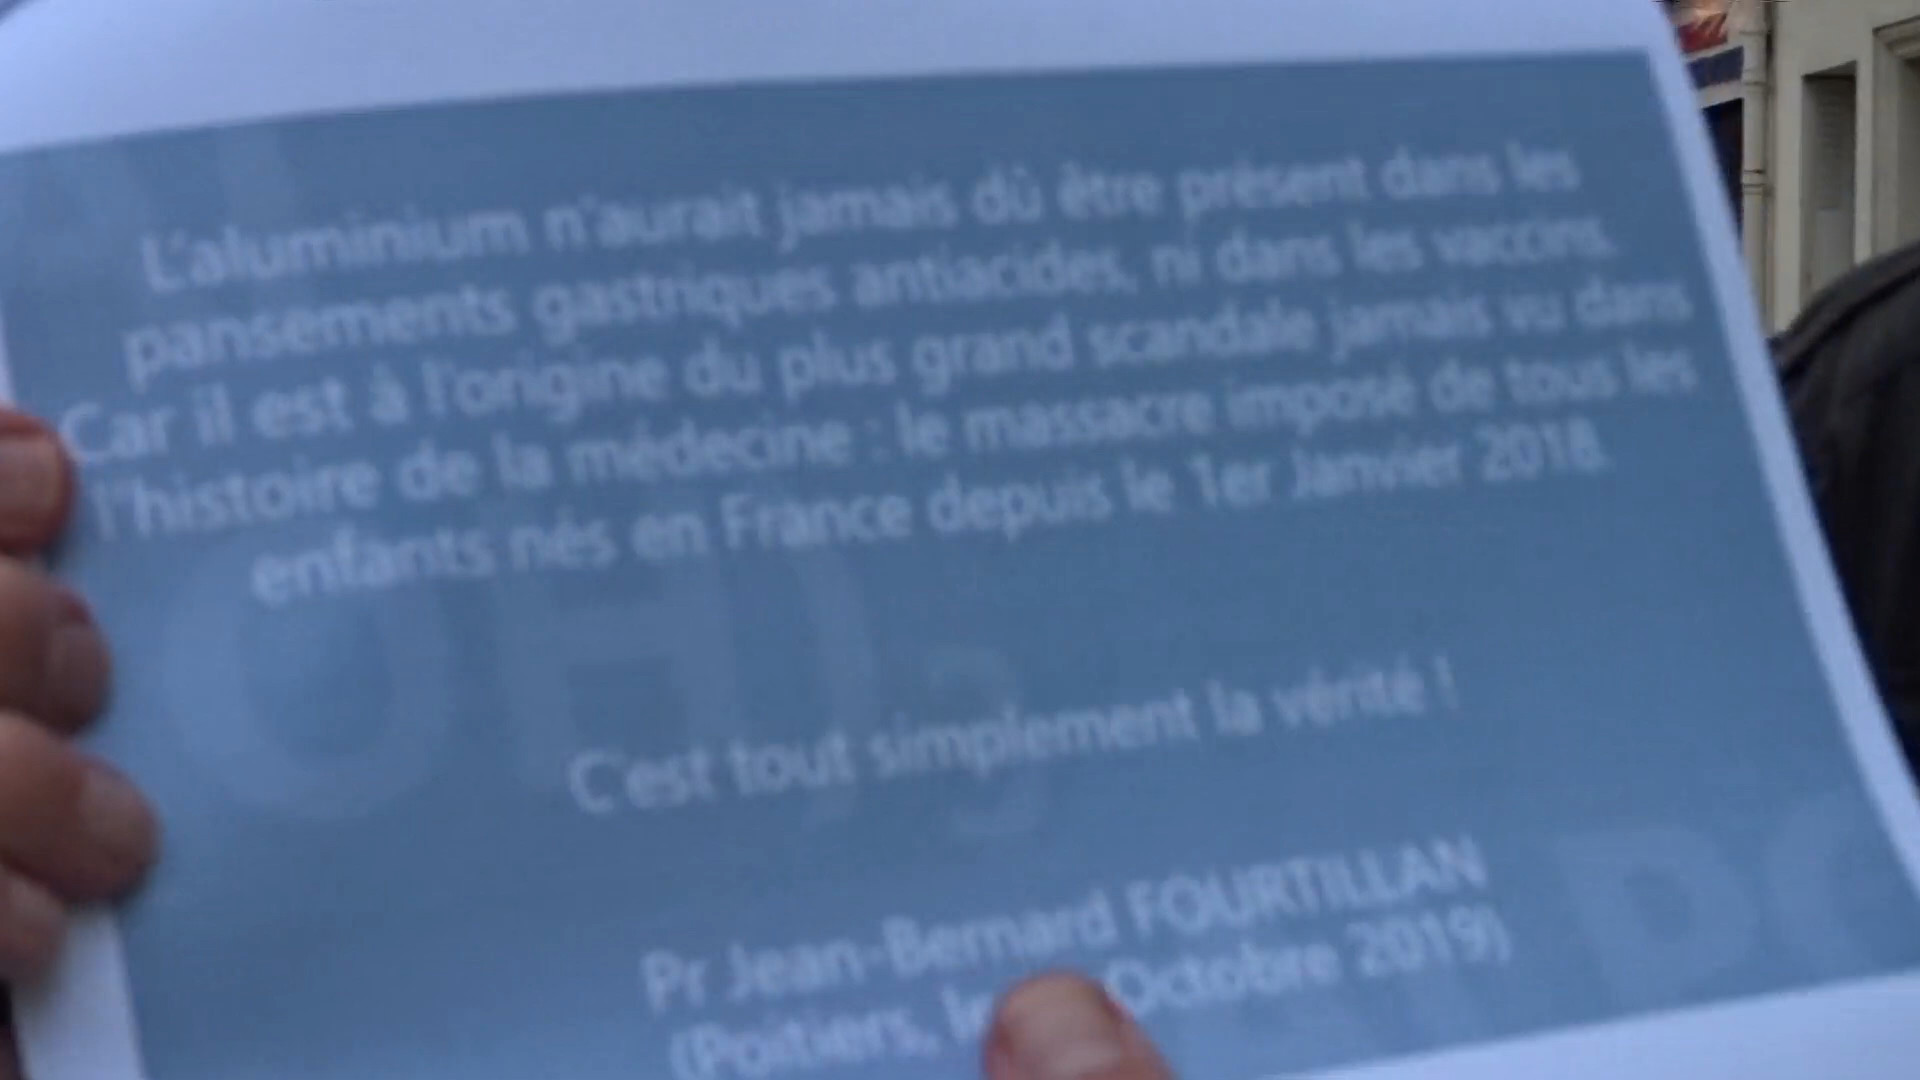 L'aluminium n'aurait jamais dû être présent dans les
pansements gastriques antiacides, ni dans les vaccins.
Car il est à l'origine du plus grand scandale jamais vu dans
l'histoire de la médecine : le massacre imposé de tous les
enfants nés en France depuis le 1er Janvier 2018.
C'est tout simplement la vérité !
Pr Jean-Bernard FOURTILLAN
(Poitiers, le Octobre 2019)